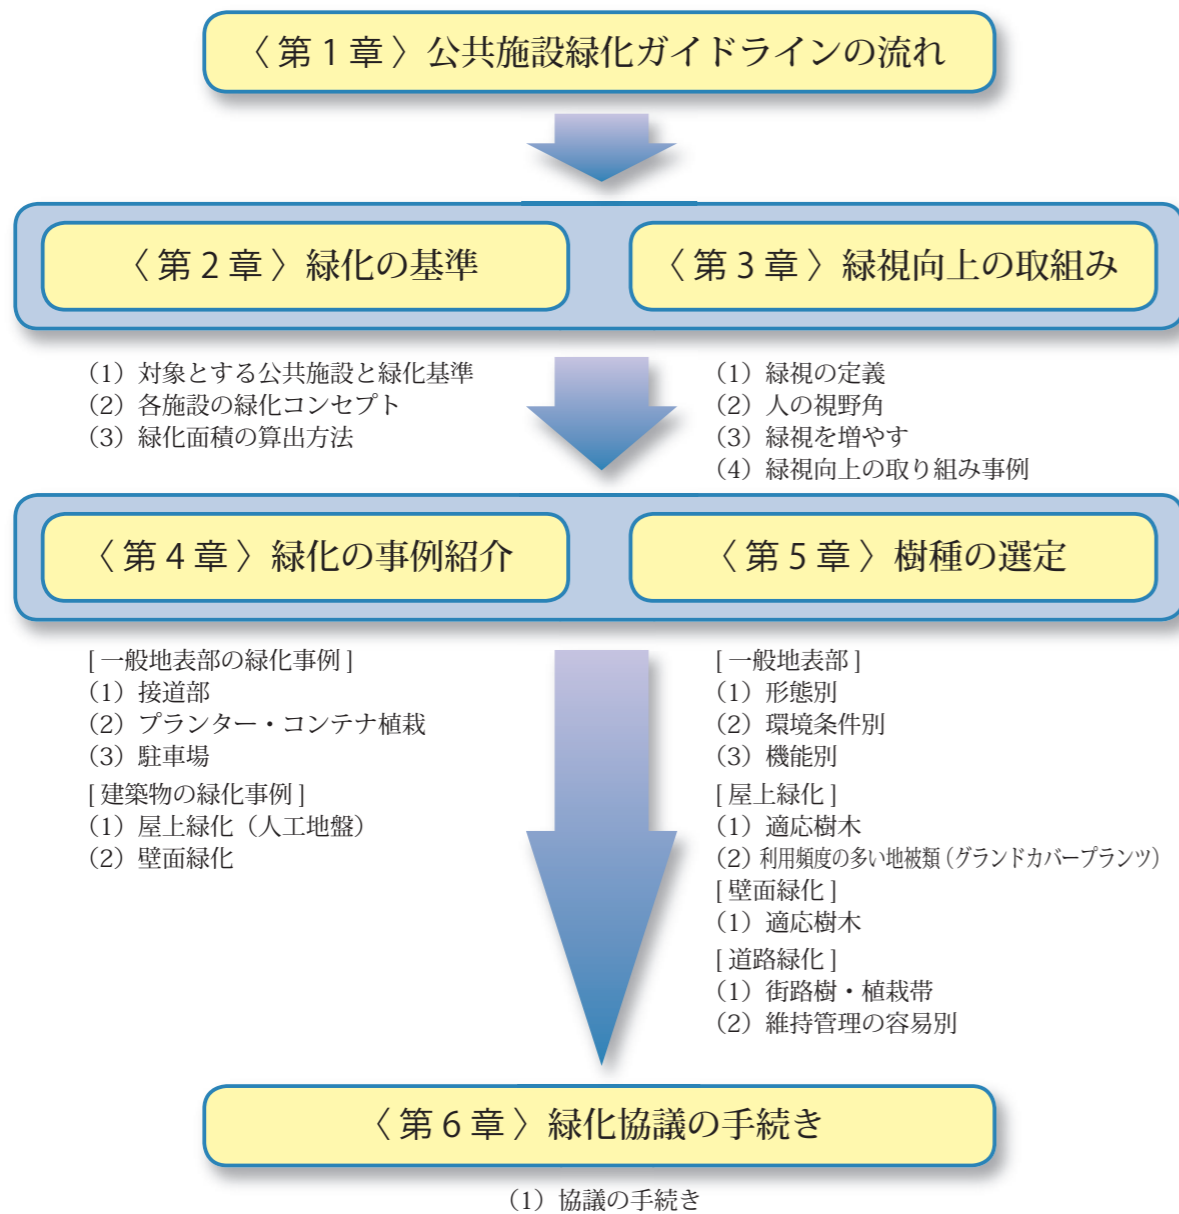 〈第1章〉公共施設緑化ガイドラインの流れ
〈第2章〉緑化の基準
(1) 対象とする公共施設と緑化基準
(2) 各施設の緑化コンセプト
(3) 緑化面積の算出方法
〈第3章〉緑視向上の取組み
(1) 緑視の定義
(2) 人の視野角
(3) 緑視を増やす
(4) 緑視向上の取り組み事例
〈第4章〉緑化の事例紹介
[一般地表部の緑化事例]
(1) 接道部
(2) プランター・コンテナ植栽
(3) 駐車場
[建築物の緑化事例]
(1) 屋上緑化（人工地盤）
(2) 壁面緑化
〈第5章〉樹種の選定
[一般地表部]
(1) 形態別
(2) 環境条件別
(3) 機能別
[屋上緑化]
(1) 適応樹木
(2) 利用頻度の多い地被類（グランドカバープランツ）
[壁面緑化]
(1) 適応樹木
[道路緑化]
(1) 街路樹・植栽帯
(2) 維持管理の容易別
〈第6章〉緑化協議の手続き
(1) 協議の手続き